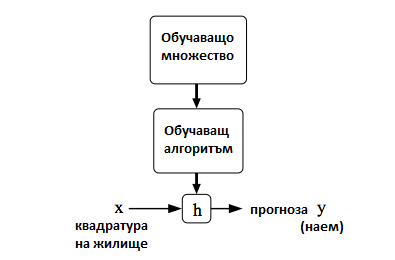 Обучаващо
множество
Обучаващ
алгоритъм
x
h
прогноза y
квадратура
на жилище
(наем)